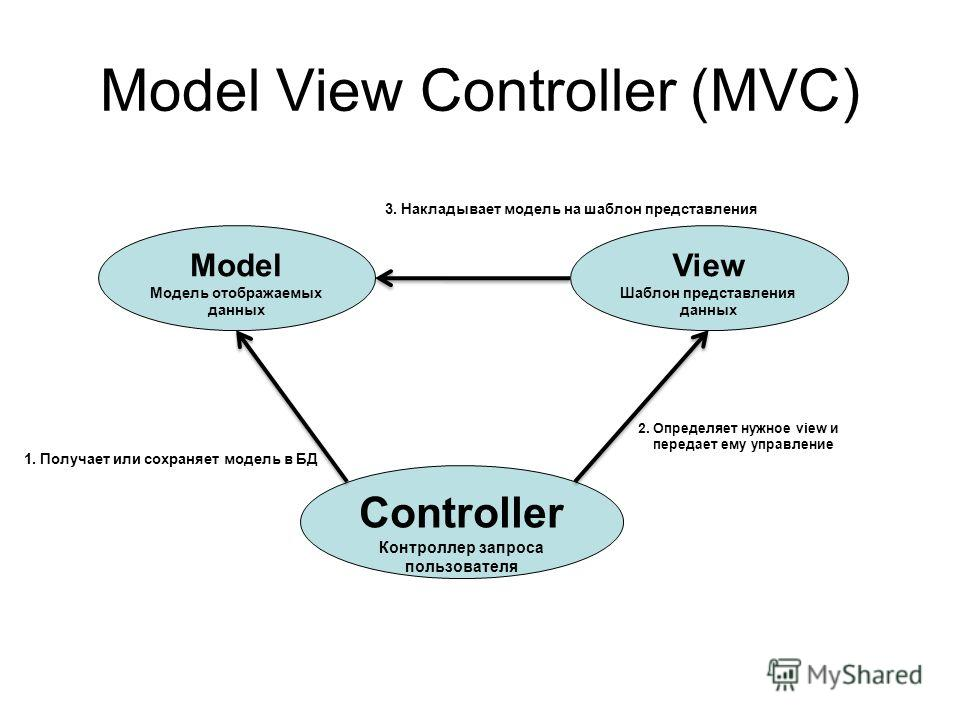 Model View Controller (MVC)
3. Накладывает модель на шаблон представления
Model
Модель отображаемых
данных
View
Шаблон представления
данных
2. Определяет нужное view и
передает ему управление
1. Получает или сохраняет модель в БД
Controller
Контроллер запроса
пользователя
MyShared